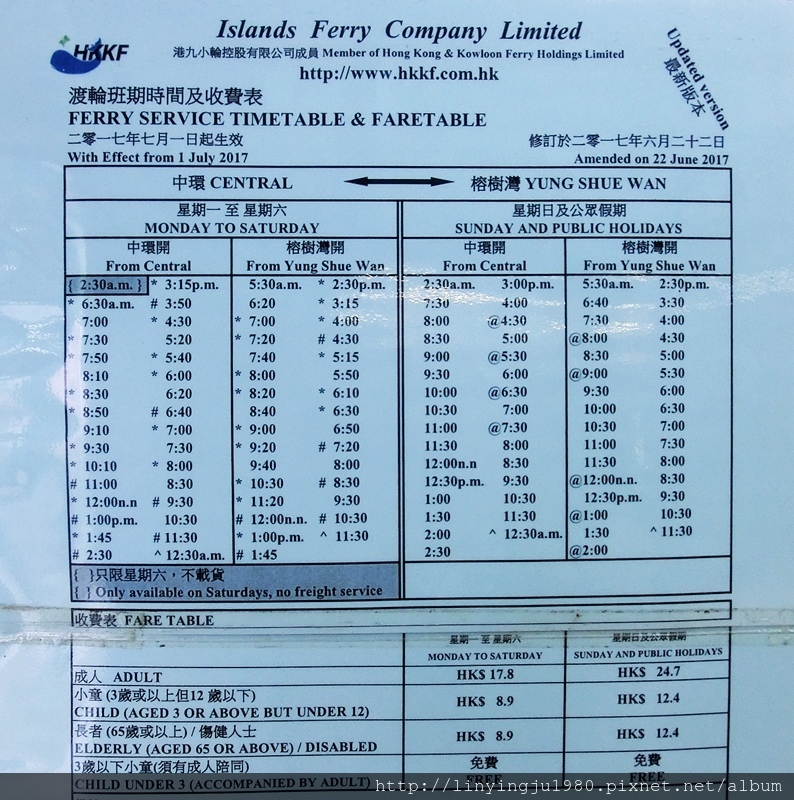 HKKF
Islands Ferry Company Limited
港九小輪控股有限公司成員 Member of Hong Kong & Kowloon Ferry Holdings Limited
http://www.hkkf.com.hk
Updated version
最新版本
渡輪班期時間及收費表
FERRY SERVICE TIMETABLE & FARETABLE
二零一七年七月一日起生效 修訂於二零一七年六月二十二日
With Effect from 1 July 2017 Amended on 22 June 2017
中環 CENTRAL 榕樹灣 YUNG SHUE WAN
星期一 至 星期六 星期日及公眾假期
MONDAY TO SATURDAY SUNDAY AND PUBLIC HOLIDAYS
中環開 榕樹灣開 中環開 榕樹灣開
From Central From Yung Shue Wan From Central From Yung Shue Wan
{ 2:30a.m. } * 3:15p.m. 5:30a.m. * 2:30p.m. 2:30a.m. 3:00p.m. 5:30a.m. 2:30p.m.
* 6:30a.m. # 3:50 6:20 * 3:15 7:30 4:00 6:40 3:30
7:00 * 4:30 * 7:00 * 4:00 8:00 @4:30 7:30 4:00
* 7:30 5:20 * 7:20 # 4:30 8:30 5:00 @8:00 4:30
* 7:50 * 5:40 7:40 * 5:15 9:00 @5:30 8:30 5:00
8:10 * 6:00 * 8:00 5:50 9:30 6:00 @9:00 5:30
* 8:30 6:20 * 8:20 * 6:10 10:00 @6:30 9:30 6:00
* 8:50 # 6:40 8:40 * 6:30 10:30 7:00 10:00 6:30
9:10 * 7:00 * 9:00 6:50 11:00 @7:30 10:30 7:00
* 9:30 7:30 * 9:20 # 7:20 11:30 8:00 11:00 7:30
* 10:10 * 8:00 9:40 8:00 12:00n.n 8:30 11:30 8:00
# 11:00 8:30 * 10:30 # 8:30 12:30p.m. 9:30 @12:00n.n. 8:30
* 12:00n.n # 9:30 * 11:20 9:30 1:00 10:30 12:30p.m. 9:30
# 1:00p.m. 10:30 # 12:00n.n. # 10:30 1:30 11:30 @1:00 10:30
* 1:45 # 11:30 * 1:00p.m. ^ 11:30 2:00 ^ 12:30a.m. 1:30 ^ 11:30
# 2:30 ^ 12:30a.m. # 1:45 2:30 @2:00
{ }只限星期六，不載貨
{ } Only available on Saturdays, no freight service
收費表 FARE TABLE
星期一 至 星期六 星期日及公眾假期
MONDAY TO SATURDAY SUNDAY AND PUBLIC HOLIDAYS
成人 ADULT HK$ 17.8 HK$ 24.7
小童 (3歲或以上但12 歲以下)
CHILD (AGED 3 OR ABOVE BUT UNDER 12) HK$ 8.9 HK$ 12.4
長者 (65歲或以上) / 傷健人士
ELDERLY (AGED 65 OR ABOVE) / DISABLED HK$ 8.9 HK$ 12.4
3歲以下小童(須有成人陪同) 免費 免費
CHILD UNDER 3 (ACCOMPANIED BY ADULT) FREE FREE
http://linyingju1980.pixnet.net/album